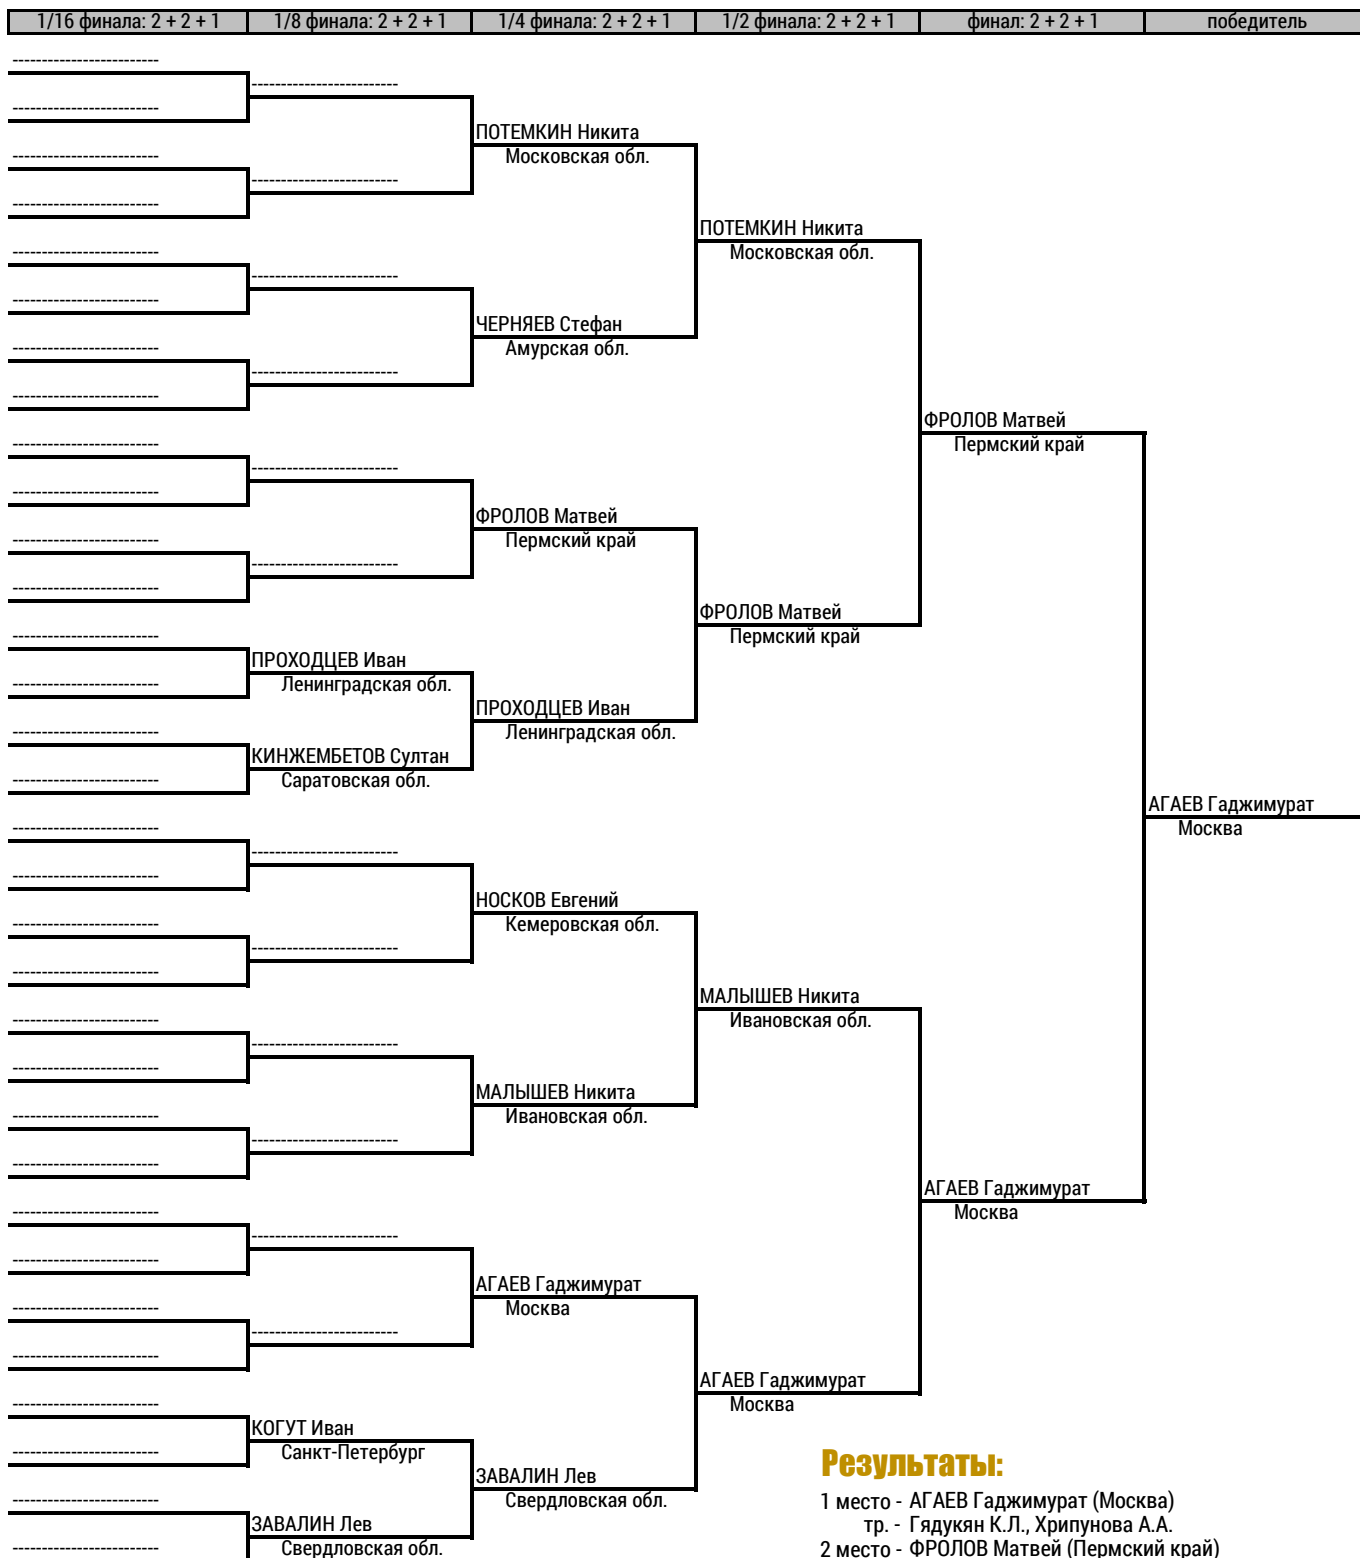 1/16 финала: 2 + 2 + 1 1/8 финала: 2 + 2 + 1 1/4 финала: 2 + 2 + 1 1/2 финала: 2 + 2 + 1 финал: 2 + 2 + 1 победитель
-------------------------
-------------------------
-------------------------
ПОТЕМКИН Никита
Московская обл.
-------------------------
-------------------------
-------------------------
ПОТЕМКИН Никита
Московская обл.
-------------------------
-------------------------
-------------------------
ЧЕРНЯЕВ Стефан
Амурская обл.
-------------------------
-------------------------
-------------------------
ФРОЛОВ Матвей
Пермский край
-------------------------
-------------------------
-------------------------
ФРОЛОВ Матвей
Пермский край
-------------------------
-------------------------
-------------------------
ФРОЛОВ Матвей
Пермский край
-------------------------
ПРОХОДЦЕВ Иван
Ленинградская обл.
-------------------------
ПРОХОДЦЕВ Иван
Ленинградская обл.
-------------------------
КИНЖЕМБЕТОВ Султан
Саратовская обл.
-------------------------
АГАЕВ Гаджимурат
Москва
-------------------------
-------------------------
-------------------------
НОСКОВ Евгений
Кемеровская обл.
-------------------------
-------------------------
-------------------------
МАЛЫШЕВ Никита
Ивановская обл.
-------------------------
-------------------------
-------------------------
МАЛЫШЕВ Никита
Ивановская обл.
-------------------------
-------------------------
-------------------------
АГАЕВ Гаджимурат
Москва
-------------------------
-------------------------
-------------------------
АГАЕВ Гаджимурат
Москва
-------------------------
-------------------------
-------------------------
АГАЕВ Гаджимурат
Москва
-------------------------
КОГУТ Иван
Санкт-Петербург
-------------------------
ЗАВАЛИН Лев
Свердловская обл.
-------------------------
ЗАВАЛИН Лев
Свердловская обл.
-------------------------
Результаты:
1 место - АГАЕВ Гаджимурат (Москва)
тр. - Гядукян К.Л., Хрипунова А.А.
2 место - ФРОЛОВ Матвей (Пермский край)